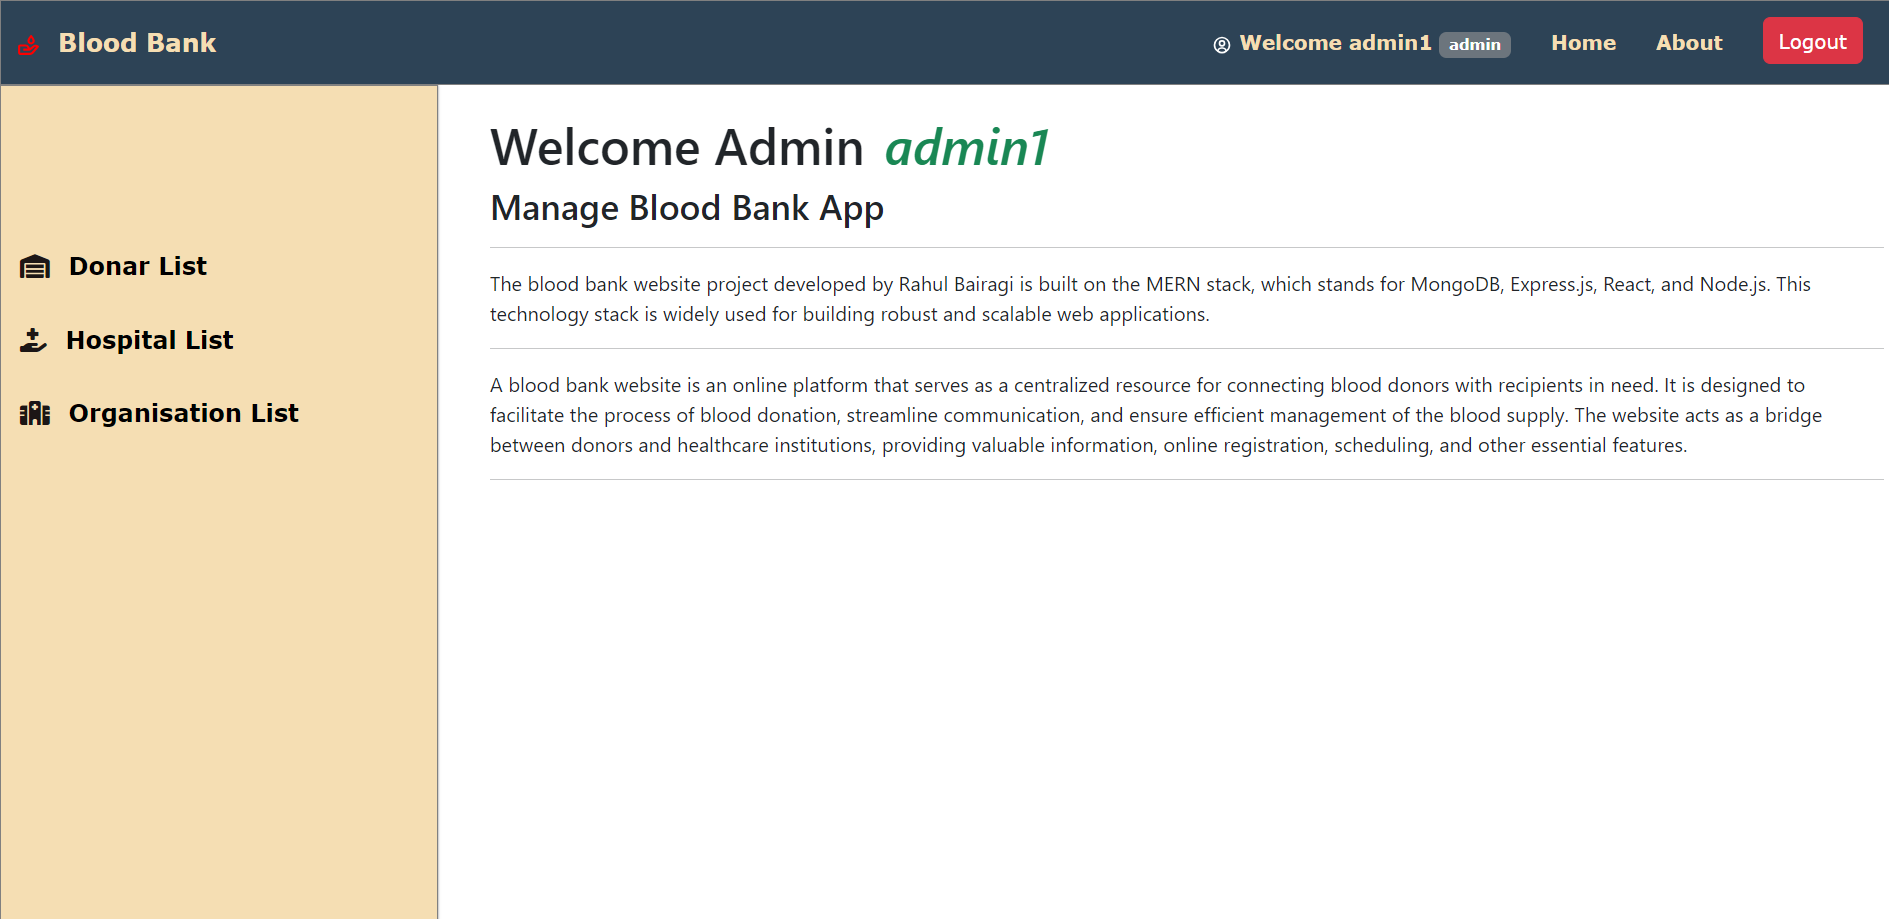 Blood Bank
Welcome admin1 admin Home About Logout
Donar List
Hospital List
Organisation List
Welcome Admin admin1
Manage Blood Bank App
The blood bank website project developed by Rahul Bairagi is built on the MERN stack, which stands for MongoDB, Express.js, React, and Node.js. This
technology stack is widely used for building robust and scalable web applications.
A blood bank website is an online platform that serves as a centralized resource for connecting blood donors with recipients in need. It is designed to
facilitate the process of blood donation, streamline communication, and ensure efficient management of the blood supply. The website acts as a bridge
between donors and healthcare institutions, providing valuable information, online registration, scheduling, and other essential features.